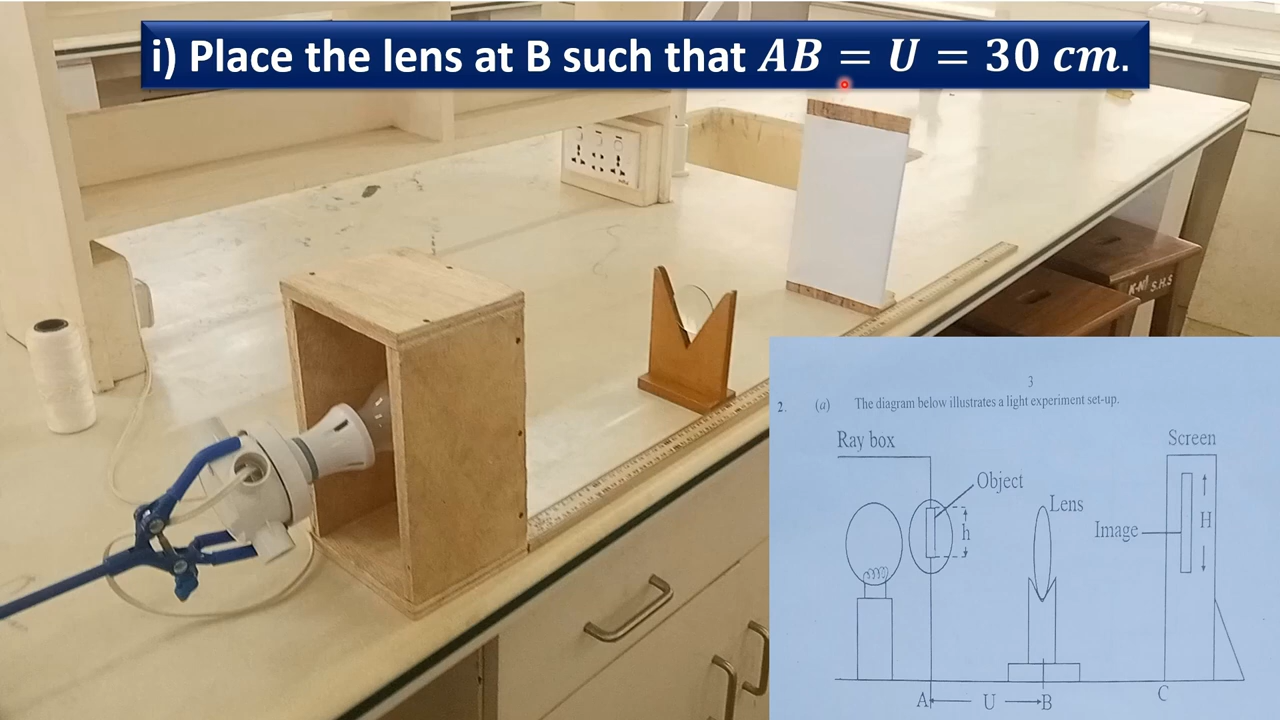 i) Place the lens at B such that AB = U = 30 cm.
K-NI S.H.S
3
2. (a) The diagram below illustrates a light experiment set-up.
Ray box
Screen
Object
Lens
h
Image
H
A U B
C